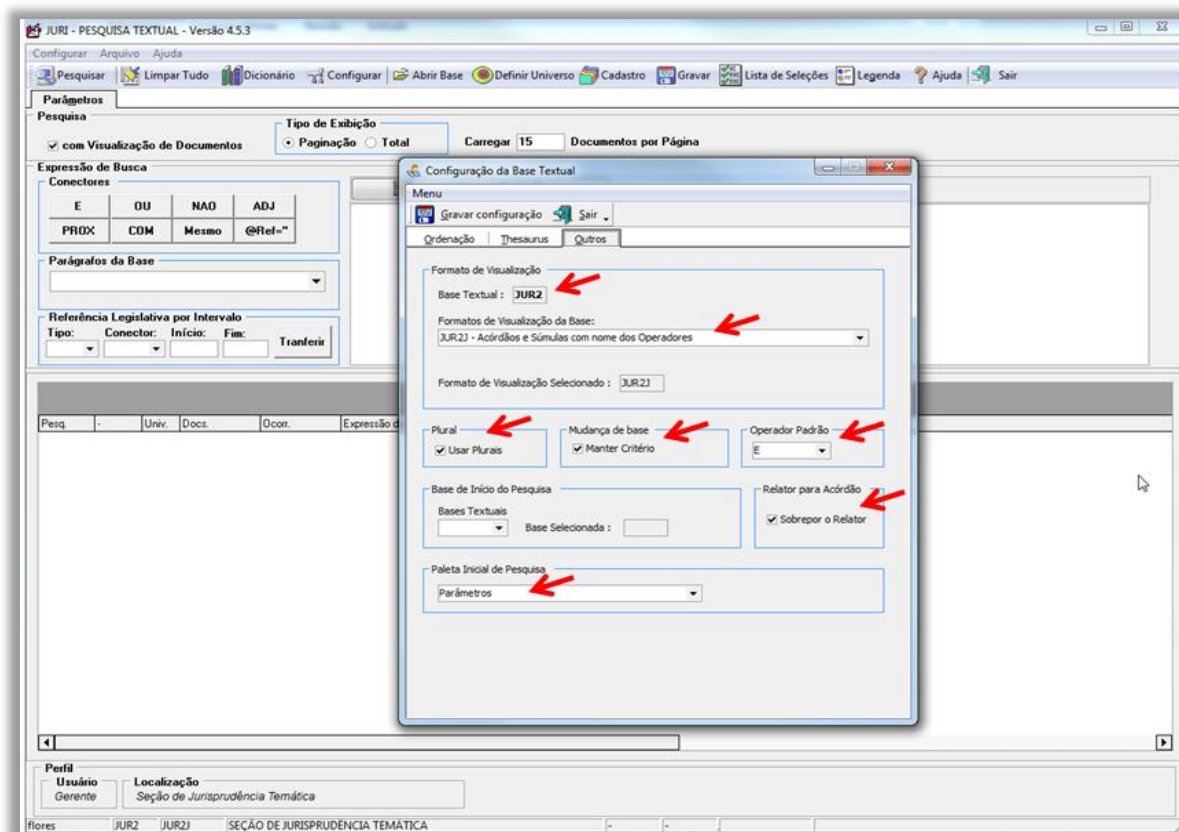 JURI - PESQUISA TEXTUAL - Versão 4.5.3
Configurar Arquivo Ajuda
Pesquisar Limpar Tudo Dicionário Configurar Abrir Base Definir Universo Cadastro Gravar Lista de Seleções Legenda Ajuda Sair
Parâmetros
Pesquisa
Tipo de Exibição
com Visualização de Documentos Paginação Total Carregar 15 Documentos por Página
Expressão de Busca
Conectores
E OU NAO ADJ
PROX COM Mesmo @Ref="
Parágrafos da Base
Referência Legislativa por Intervalo
Tipo: Conector: Início: Fim:
Tranferir
Pesq. - Univ. Docs. Ocorr. Expressão d
Configuração da Base Textual
Menu
Gravar configuração Sair
Ordenação Thesaurus Outros
Formato de Visualização
Base Textual : JUR2
Formatos de Visualização da Base:
JUR2J - Acórdãos e Súmulas com nome dos Operadores
Formato de Visualização Selecionado : JUR2J
Plural Mudança de base Operador Padrão
Usar Plurais Manter Critério E
Base de Início do Pesquisa Relator para Acórdão
Bases Textuais
Base Selecionada : Sobrepor o Relator
Paleta Inicial de Pesquisa
Parâmetros
Perfil
Usuário Localização
Gerente Seção de Jurisprudência Temática
flores JUR2 JUR2J SEÇÃO DE JURISPRUDÊNCIA TEMÁTICA - -